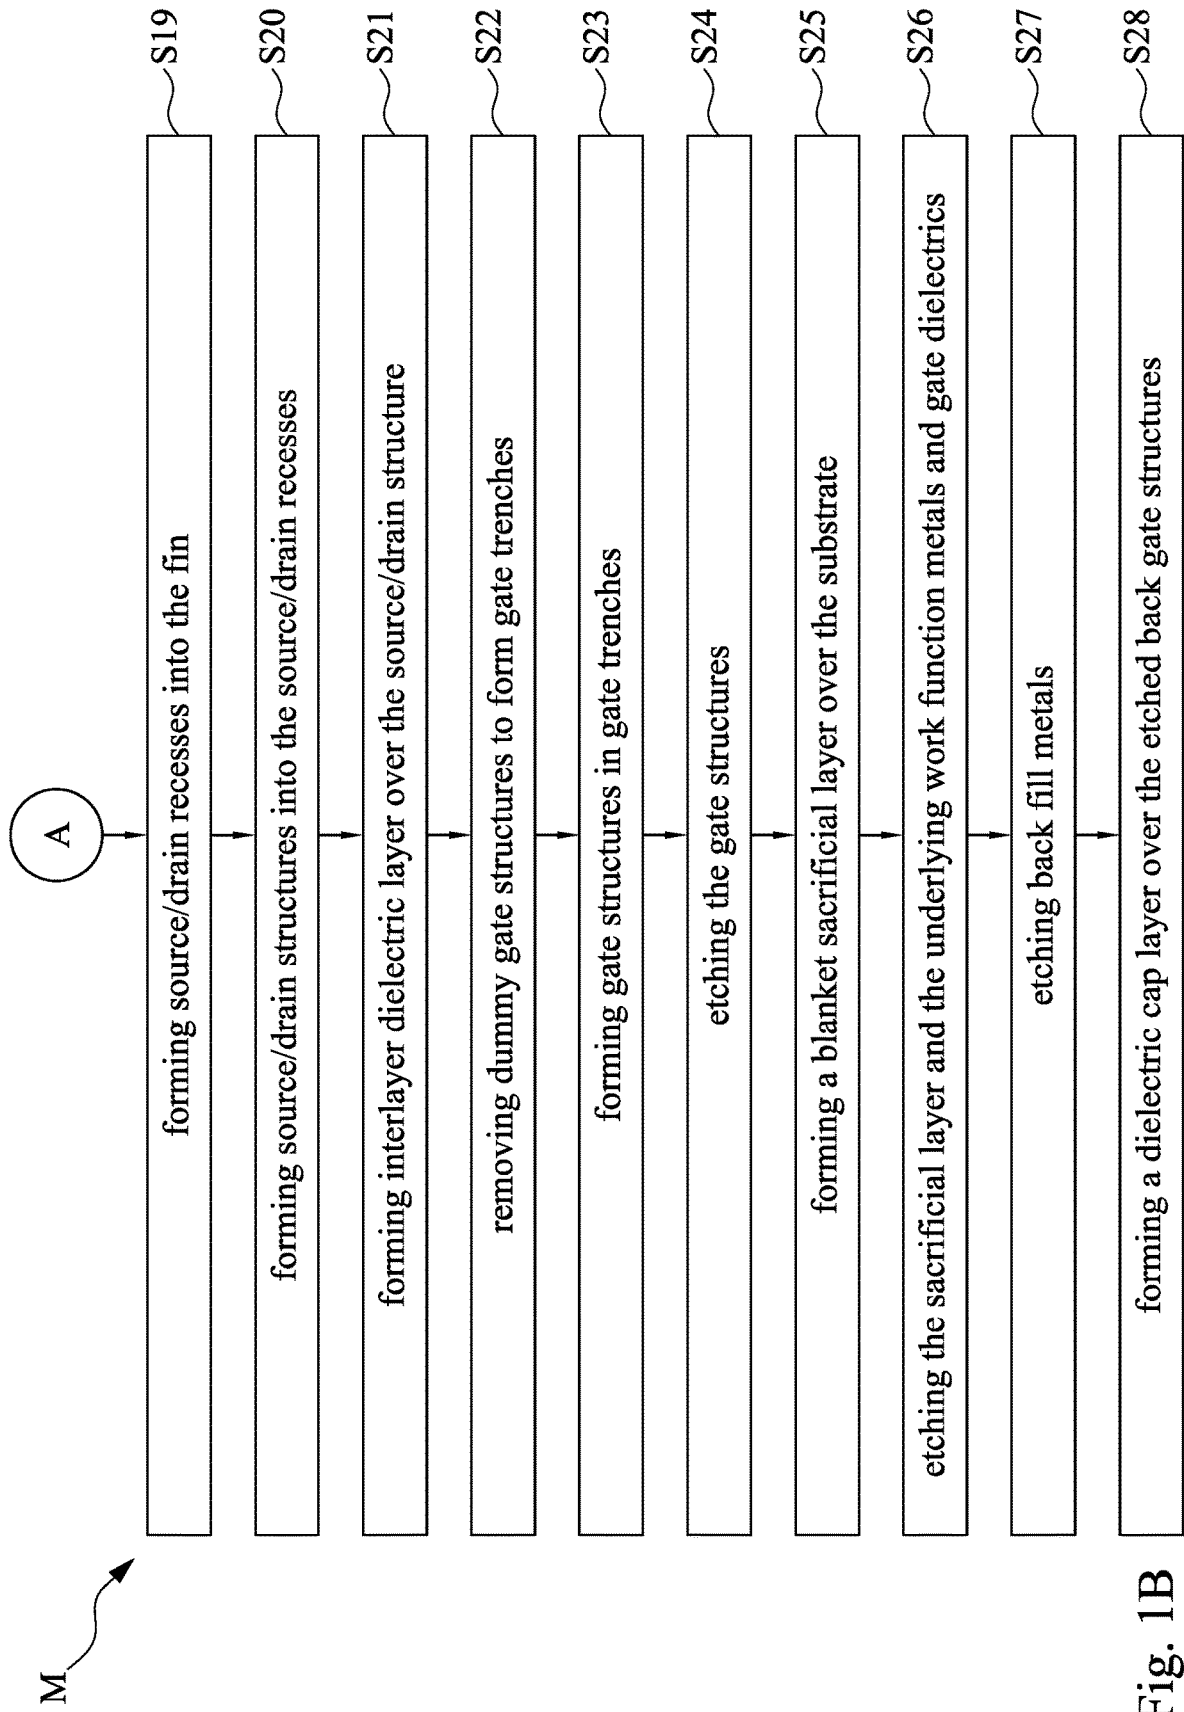 M
A
forming source/drain recesses into the fin
S19
forming source/drain structures into the source/drain recesses
S20
forming interlayer dielectric layer over the source/drain structure
S21
removing dummy gate structures to form gate trenches
S22
forming gate structures in gate trenches
S23
etching the gate structures
S24
forming a blanket sacrificial layer over the substrate
S25
etching the sacrificial layer and the underlying work function metals and gate dielectrics
S26
etching back fill metals
S27
forming a dielectric cap layer over the etched back gate structures
S28
Fig. 1B